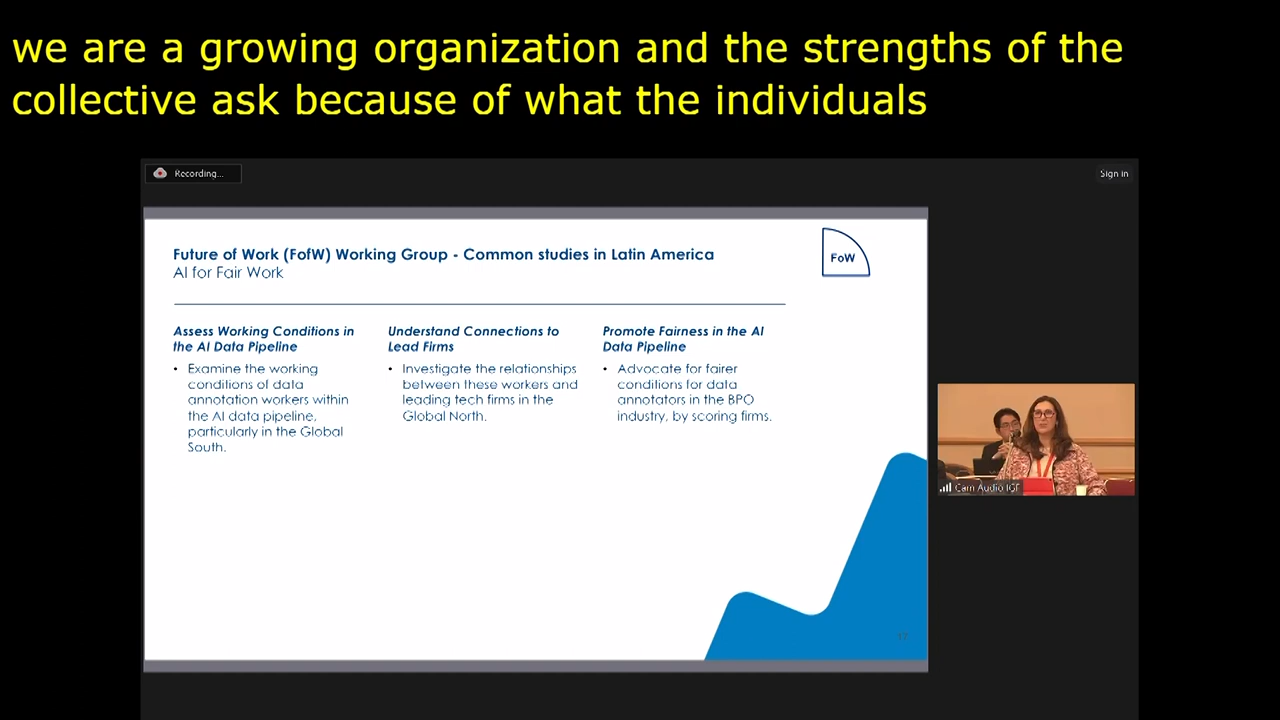 we are a growing organization and the strengths of the
collective ask because of what the individuals
Recording...
Sign in
Future of Work (FofW) Working Group - Common studies in Latin America
AI for Fair Work
FoW
Assess Working Conditions in
the AI Data Pipeline
• Examine the working
conditions of data
annotation workers within
the AI data pipeline,
particularly in the Global
South.
Understand Connections to
Lead Firms
• Investigate the relationships
between these workers and
leading tech firms in the
Global North.
Promote Fairness in the AI
Data Pipeline
• Advocate for fairer
conditions for data
annotators in the BPO
industry, by scoring firms.
Cam Audio IGF
17